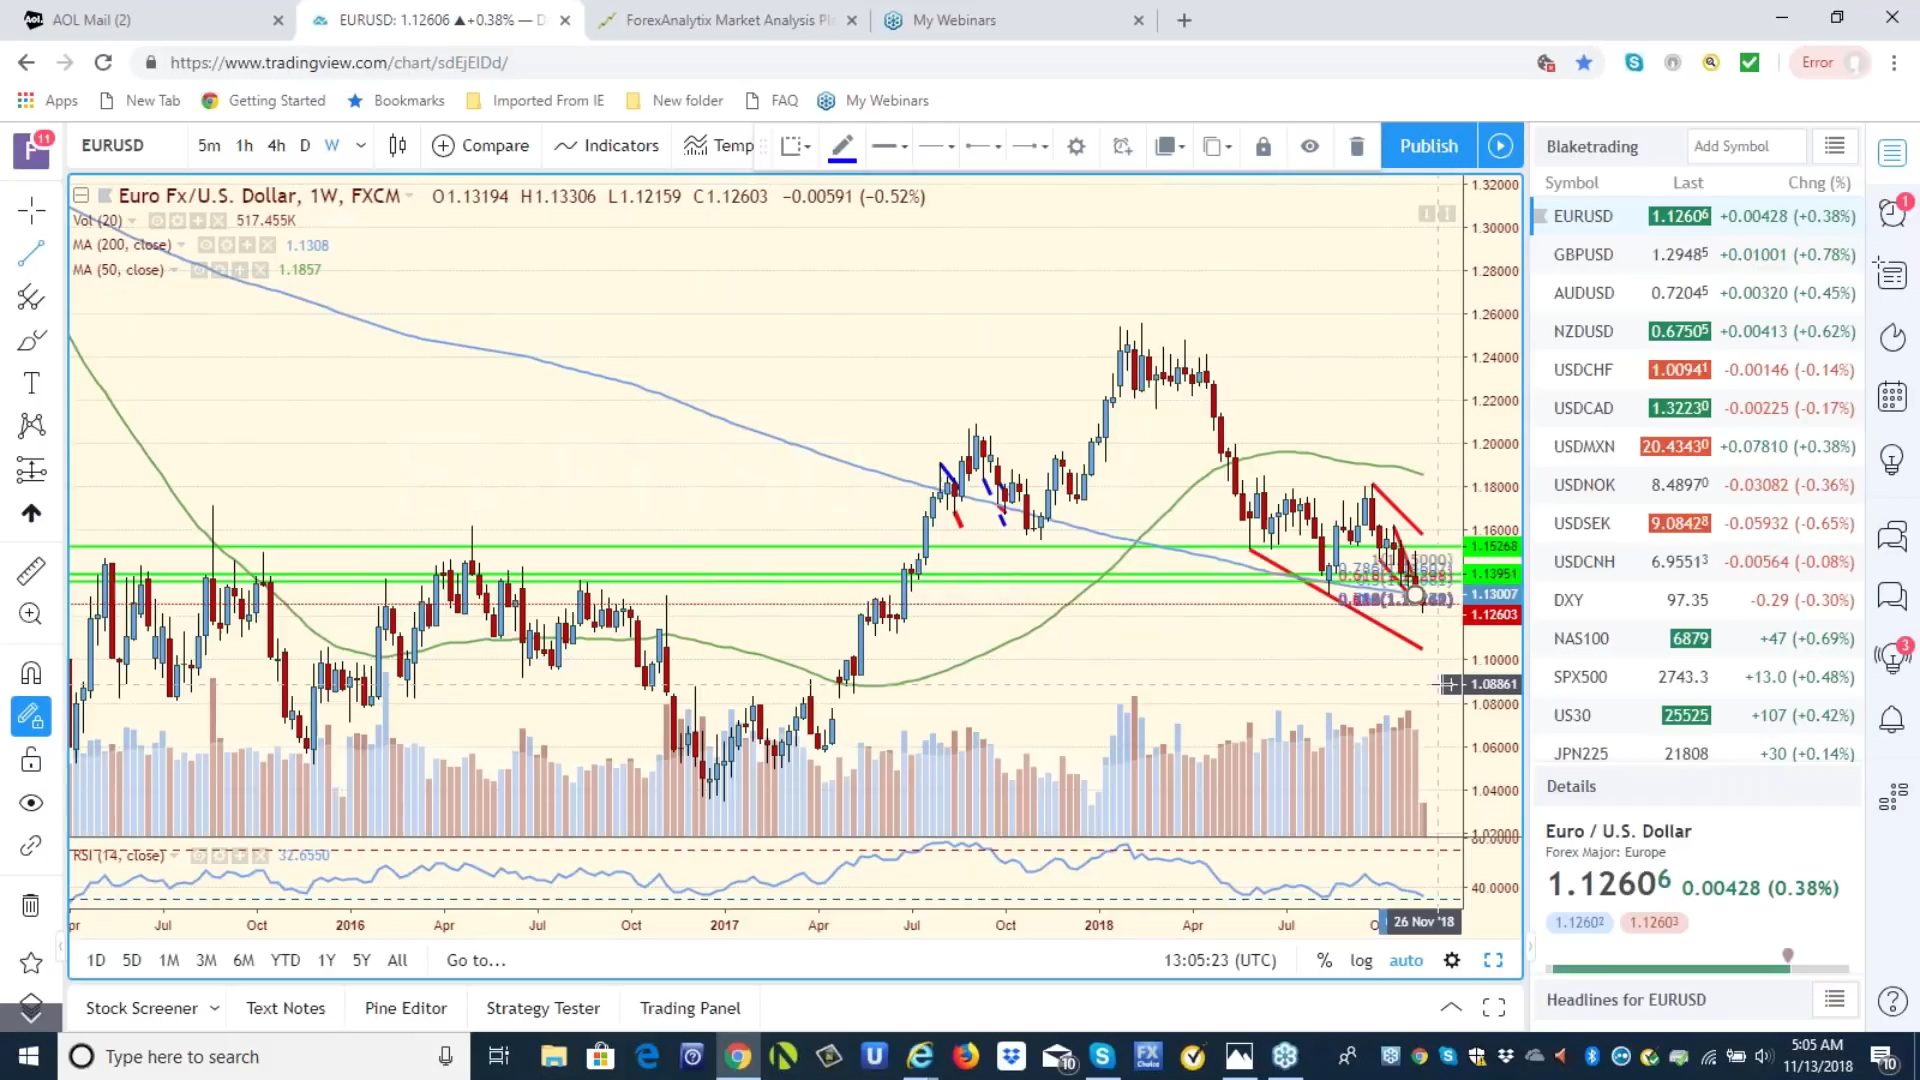 AOL Mail (2)
EURUSD: 1.12606 ▲+0.38% —
ForexAnalytix Market Analysis Pl
My Webinars
https://www.tradingview.com/chart/sdEjEIDd/
Error
Apps
New Tab
Getting Started
Bookmarks
Imported From IE
New folder
FAQ
My Webinars
11
EURUSD
5m 1h 4h D W
Compare
Indicators
Temp
Publish
Euro Fx/U.S. Dollar, 1W, FXCM
O1.13194 H1.13306 L1.12159 C1.12603 −0.00591 (−0.52%)
Vol (20) 517.455K
MA (200, close) 1.1308
MA (50, close) 1.1857
1.32000
1.30000
1.28000
1.26000
1.24000
1.22000
1.20000
1.18000
1.16000
1.15268
1.13951
1.13007
1.12603
1.10000
1.08861
1.08000
1.06000
1.04000
1.02000
RSI (14, close) 32.6550
40.0000
Jul Oct 2016 Apr Jul Oct 2017 Apr Jul Oct 2018 Apr Jul 26 Nov '18
1D 5D 1M 3M 6M YTD 1Y 5Y All Go to...
13:05:23 (UTC) % log auto
Stock Screener
Text Notes
Pine Editor
Strategy Tester
Trading Panel
Blaketrading
Add Symbol
Symbol Last Chng (%)
EURUSD 1.12606 +0.00428 (+0.38%)
GBPUSD 1.29485 +0.01001 (+0.78%)
AUDUSD 0.72045 +0.00320 (+0.45%)
NZDUSD 0.67505 +0.00413 (+0.62%)
USDCHF 1.00941 -0.00146 (-0.14%)
USDCAD 1.32230 -0.00225 (-0.17%)
USDMXN 20.43430 +0.07810 (+0.38%)
USDNOK 8.48970 -0.03082 (-0.36%)
USDSEK 9.08428 -0.05932 (-0.65%)
USDCNH 6.95513 -0.00564 (-0.08%)
DXY 97.35 -0.29 (-0.30%)
NAS100 6879 +47 (+0.69%)
SPX500 2743.3 +13.0 (+0.48%)
US30 25525 +107 (+0.42%)
JPN225 21808 +30 (+0.14%)
Details
Euro / U.S. Dollar
Forex Major: Europe
1.12606 0.00428 (0.38%)
1.12602 1.12603
Headlines for EURUSD
1
3
Type here to search
10
FX
Choice
5:05 AM
11/13/2018
10